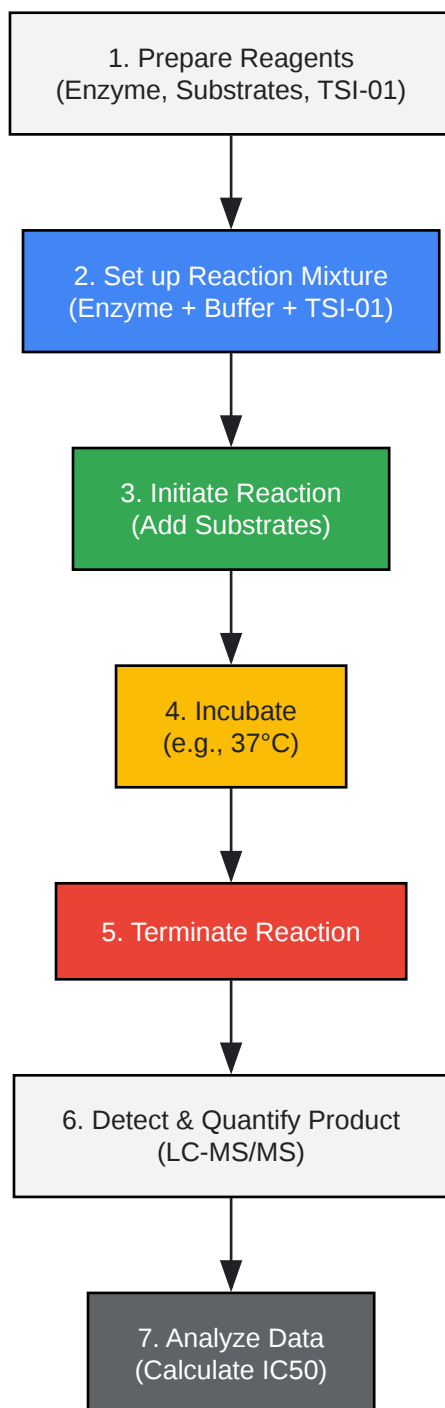 1. Prepare Reagents
(Enzyme, Substrates, TSI-01)
2. Set up Reaction Mixture
(Enzyme + Buffer + TSI-01)
3. Initiate Reaction
(Add Substrates)
4. Incubate
(e.g., 37°C)
5. Terminate Reaction
6. Detect & Quantify Product
(LC-MS/MS)
7. Analyze Data
(Calculate IC50)